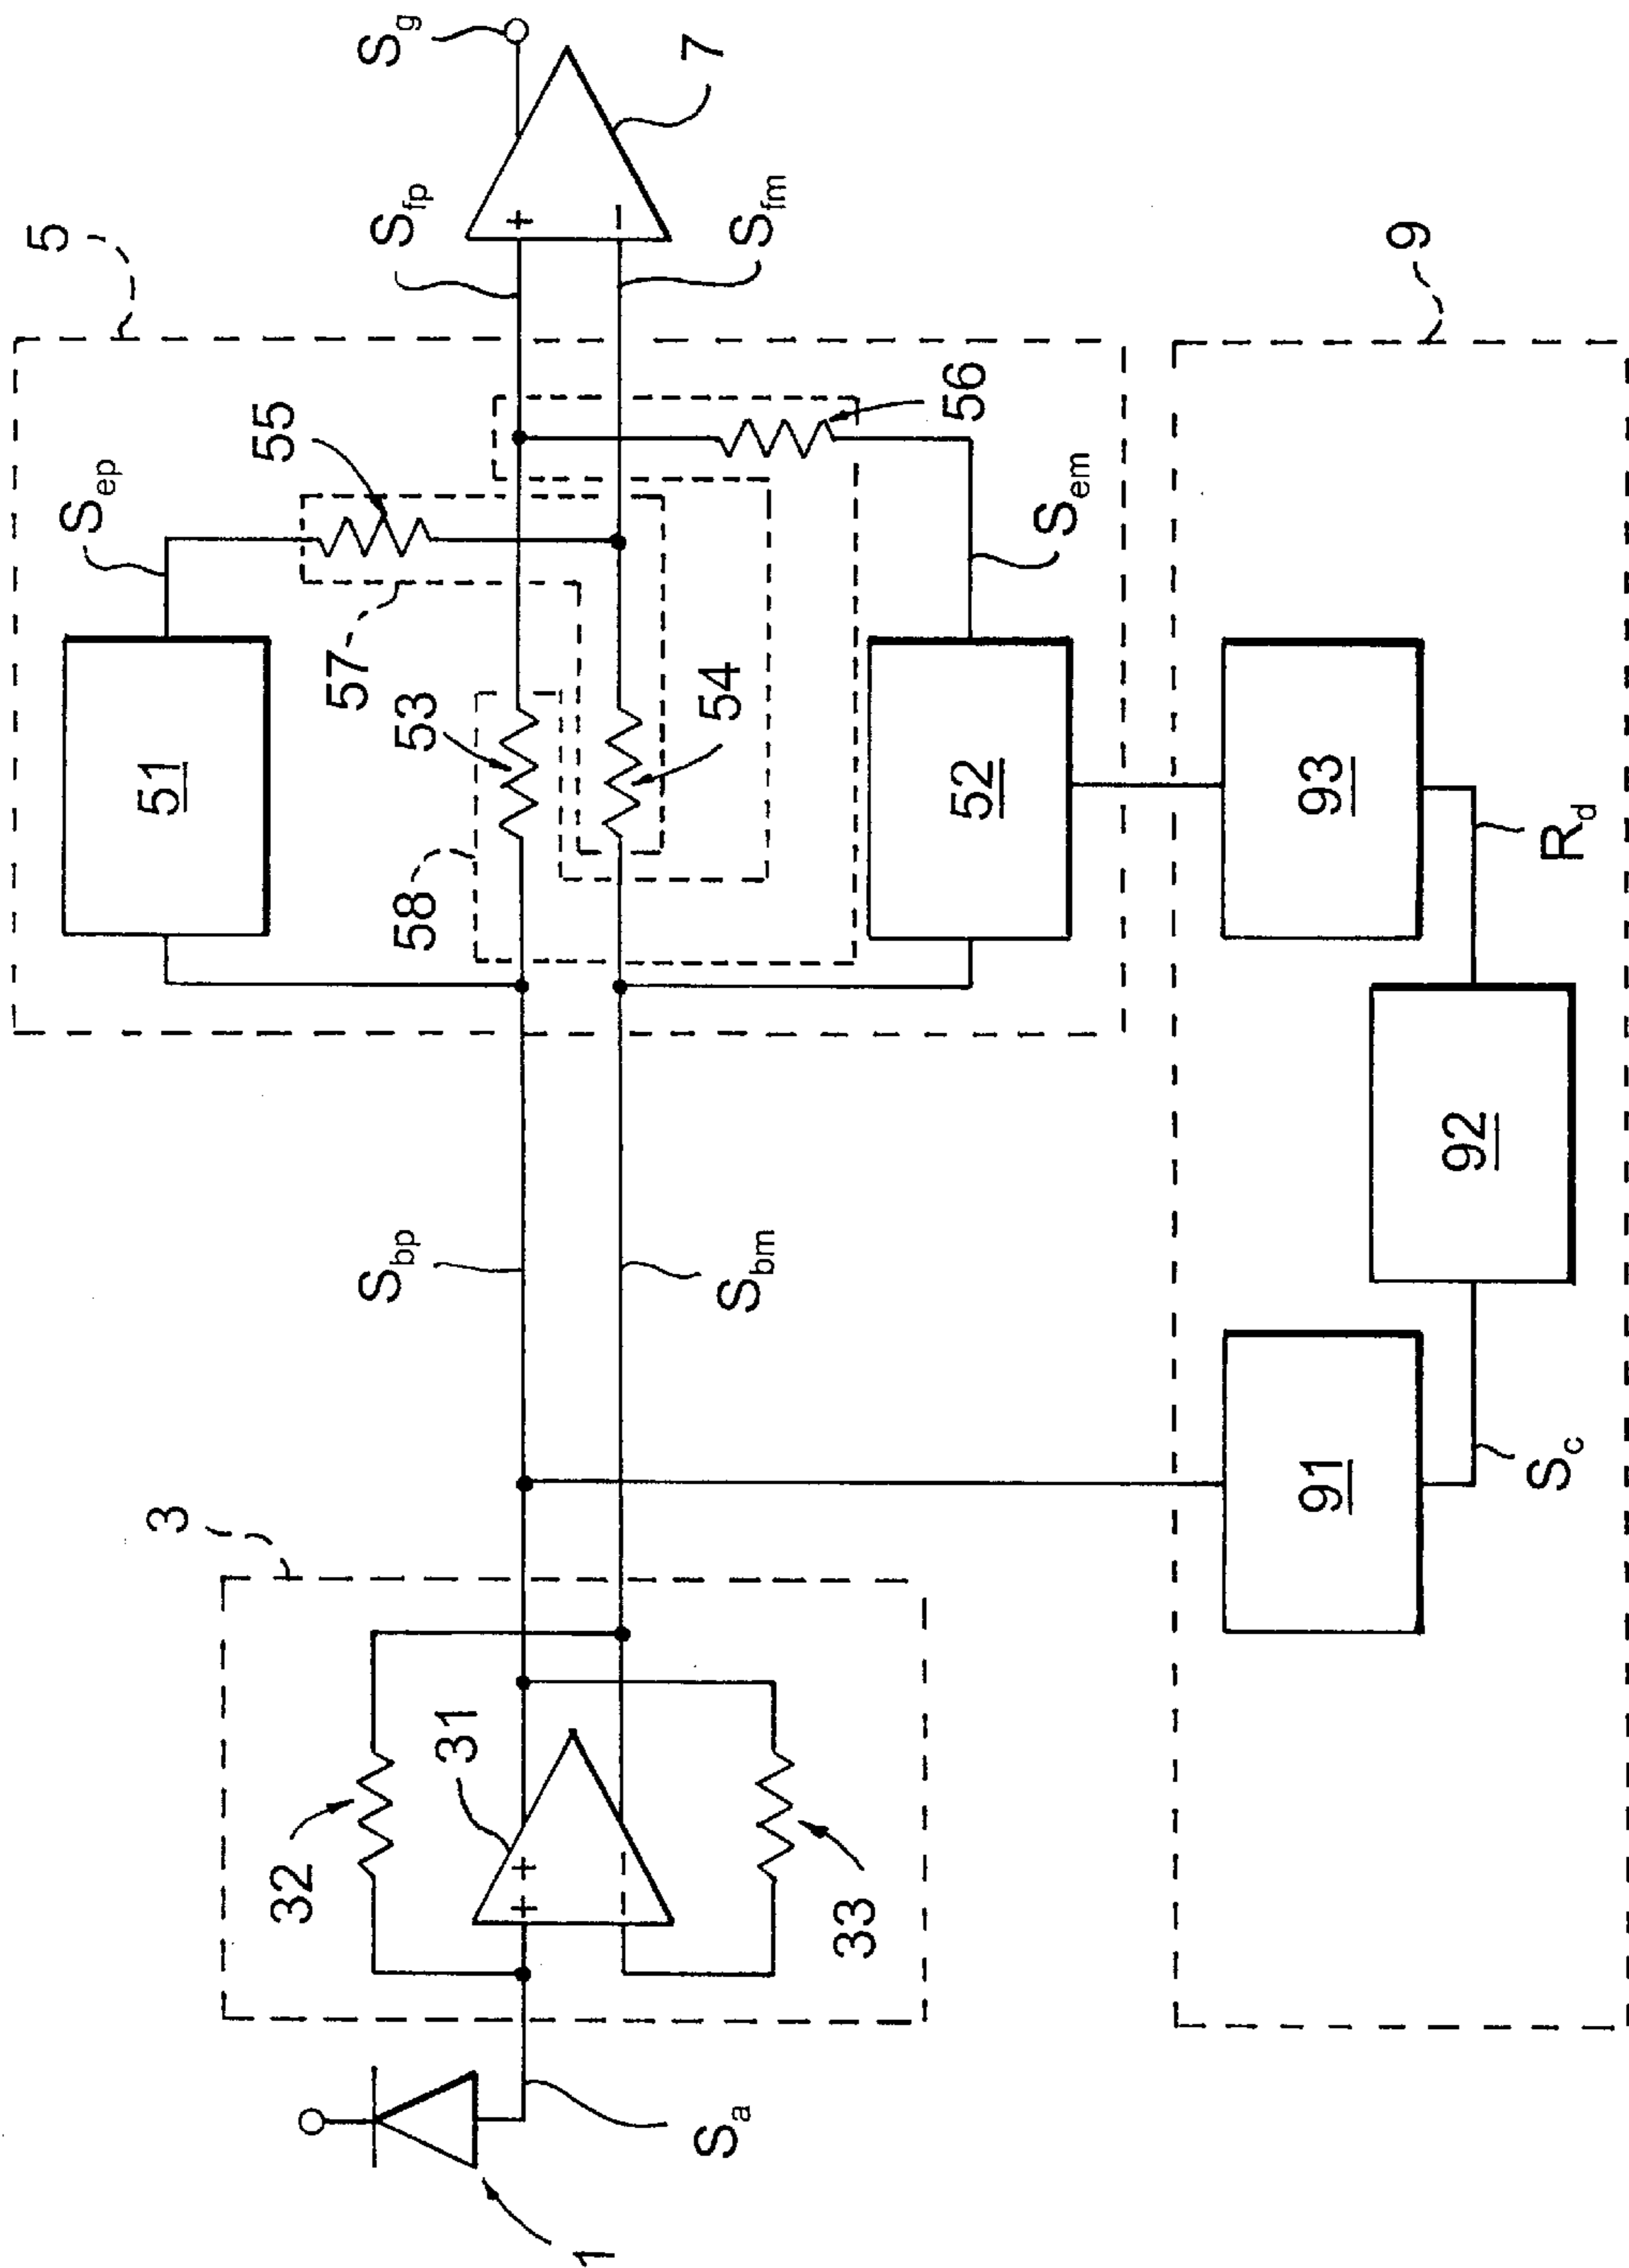 5
S_ep
55
51
57
S_fp
S_g
+
−
7
S_fm
58
53
54
56
S_em
52
3
32
31
+ +
− −
33
S_bp
S_bm
1
S_a
9
91
S_c
92
R_d
93